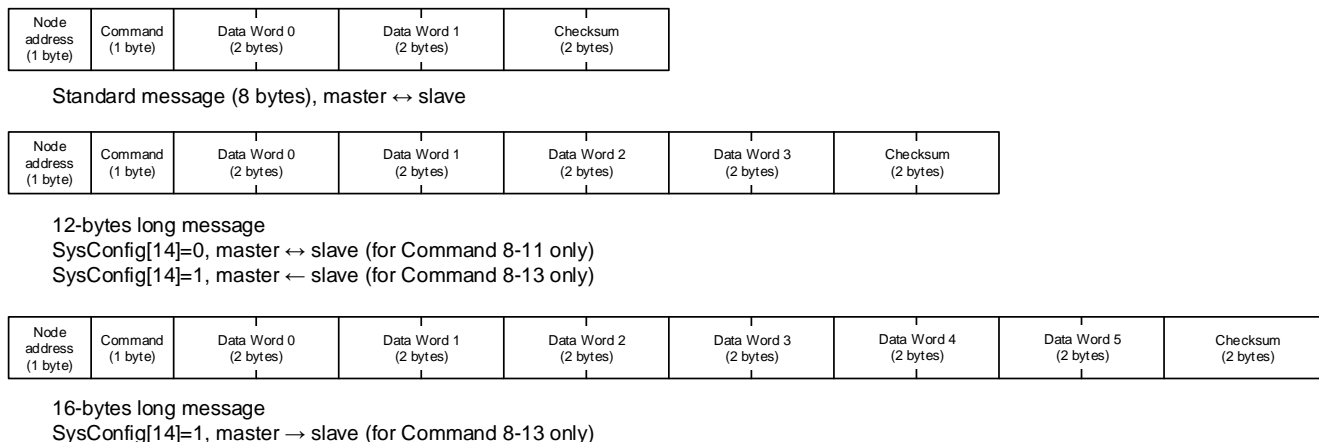 Node address (1 byte) Command (1 byte) Data Word 0 (2 bytes) Data Word 1 (2 bytes) Checksum (2 bytes)
Standard message (8 bytes), master ↔ slave
Node address (1 byte) Command (1 byte) Data Word 0 (2 bytes) Data Word 1 (2 bytes) Data Word 2 (2 bytes) Data Word 3 (2 bytes) Checksum (2 bytes)
12-bytes long message
SysConfig[14]=0, master ↔ slave (for Command 8-11 only)
SysConfig[14]=1, master ← slave (for Command 8-13 only)
Node address (1 byte) Command (1 byte) Data Word 0 (2 bytes) Data Word 1 (2 bytes) Data Word 2 (2 bytes) Data Word 3 (2 bytes) Data Word 4 (2 bytes) Data Word 5 (2 bytes) Checksum (2 bytes)
16-bytes long message
SysConfig[14]=1, master → slave (for Command 8-13 only)